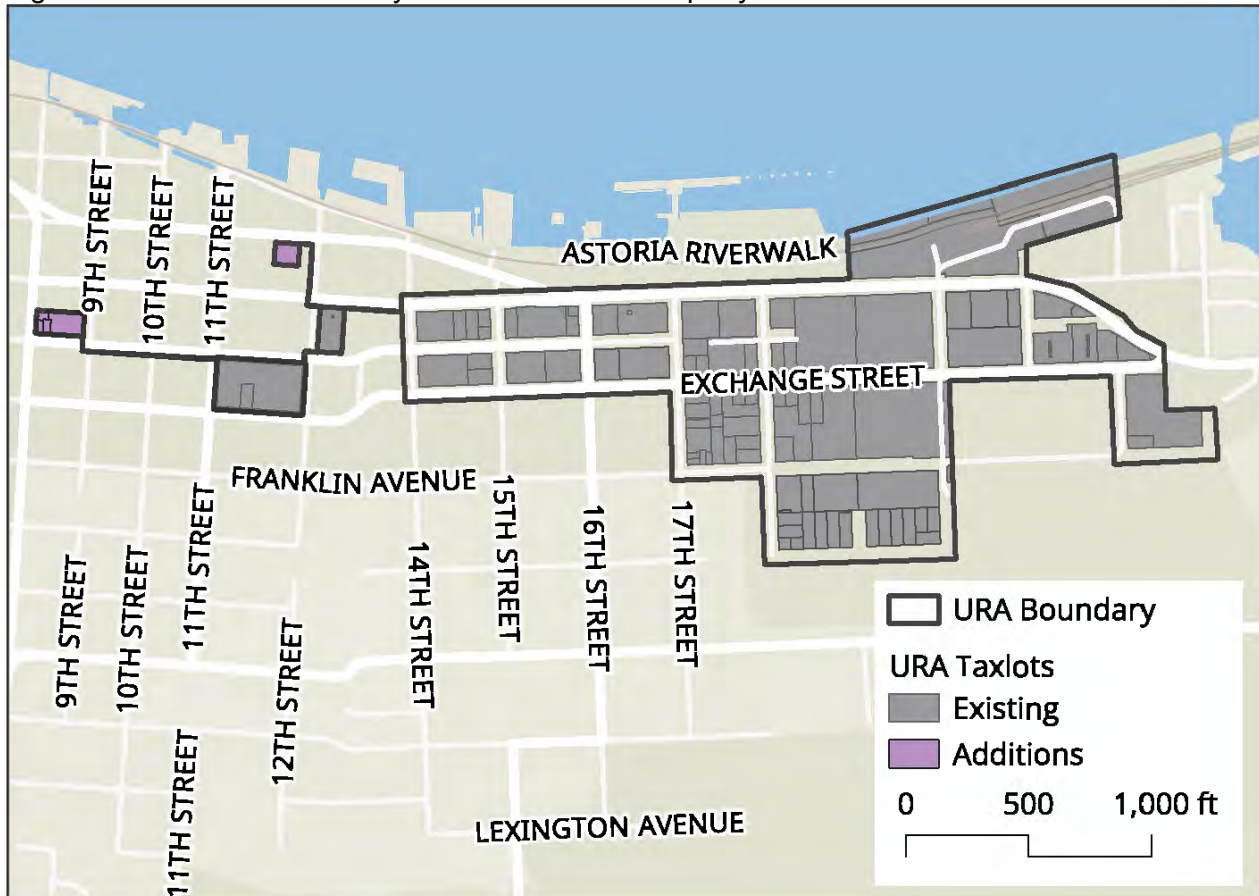 9TH STREET
10TH STREET
11TH STREET
ASTORIA RIVERWALK
EXCHANGE STREET
FRANKLIN AVENUE
15TH STREET
16TH STREET
17TH STREET
11TH STREET
14TH STREET
9TH STREET
10TH STREET
12TH STREET
11TH STREET
LEXINGTON AVENUE
URA Boundary
URA Taxlots
Existing
Additions
0 500 1,000 ft